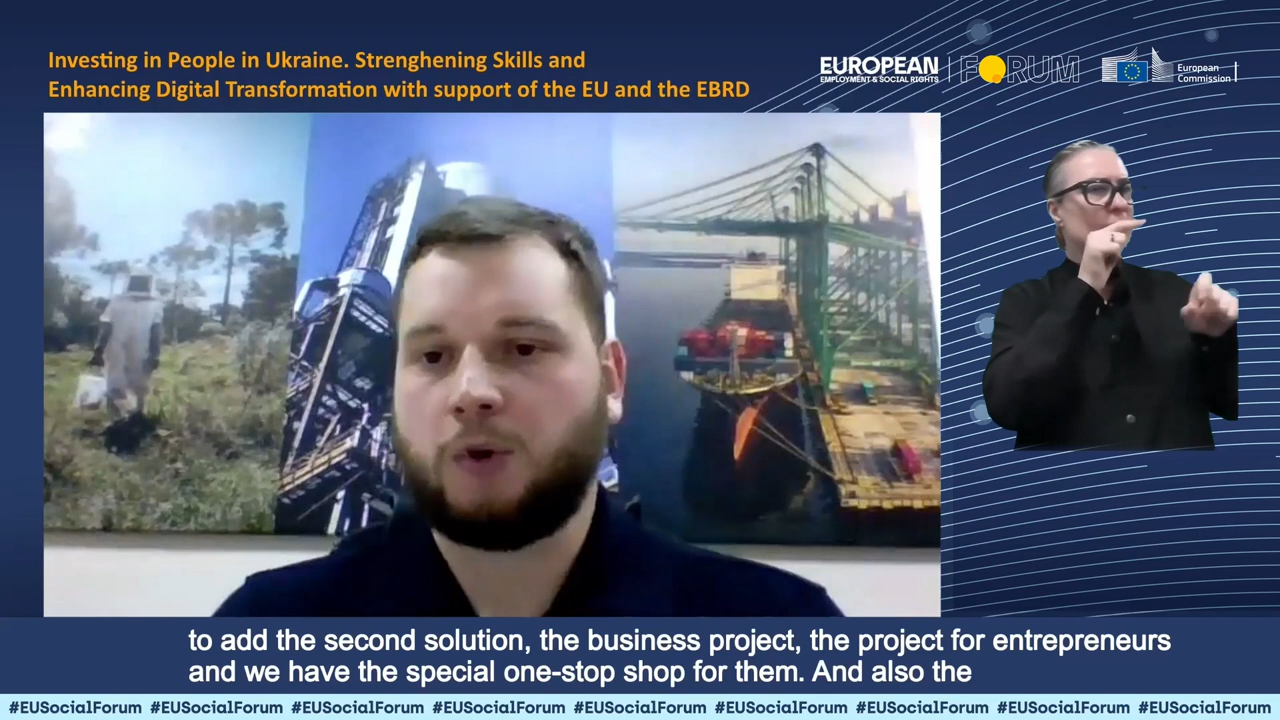 Investing in People in Ukraine. Strenghening Skills and
Enhancing Digital Transformation with support of the EU and the EBRD
EUROPEAN
EMPLOYMENT & SOCIAL RIGHTS
FORUM
European
Commission
to add the second solution, the business project, the project for entrepreneurs
and we have the special one-stop shop for them. And also the
#EUSocialForum #EUSocialForum #EUSocialForum #EUSocialForum #EUSocialForum #EUSocialForum #EUSocialForum #EUSocialForum #EUSocialForum